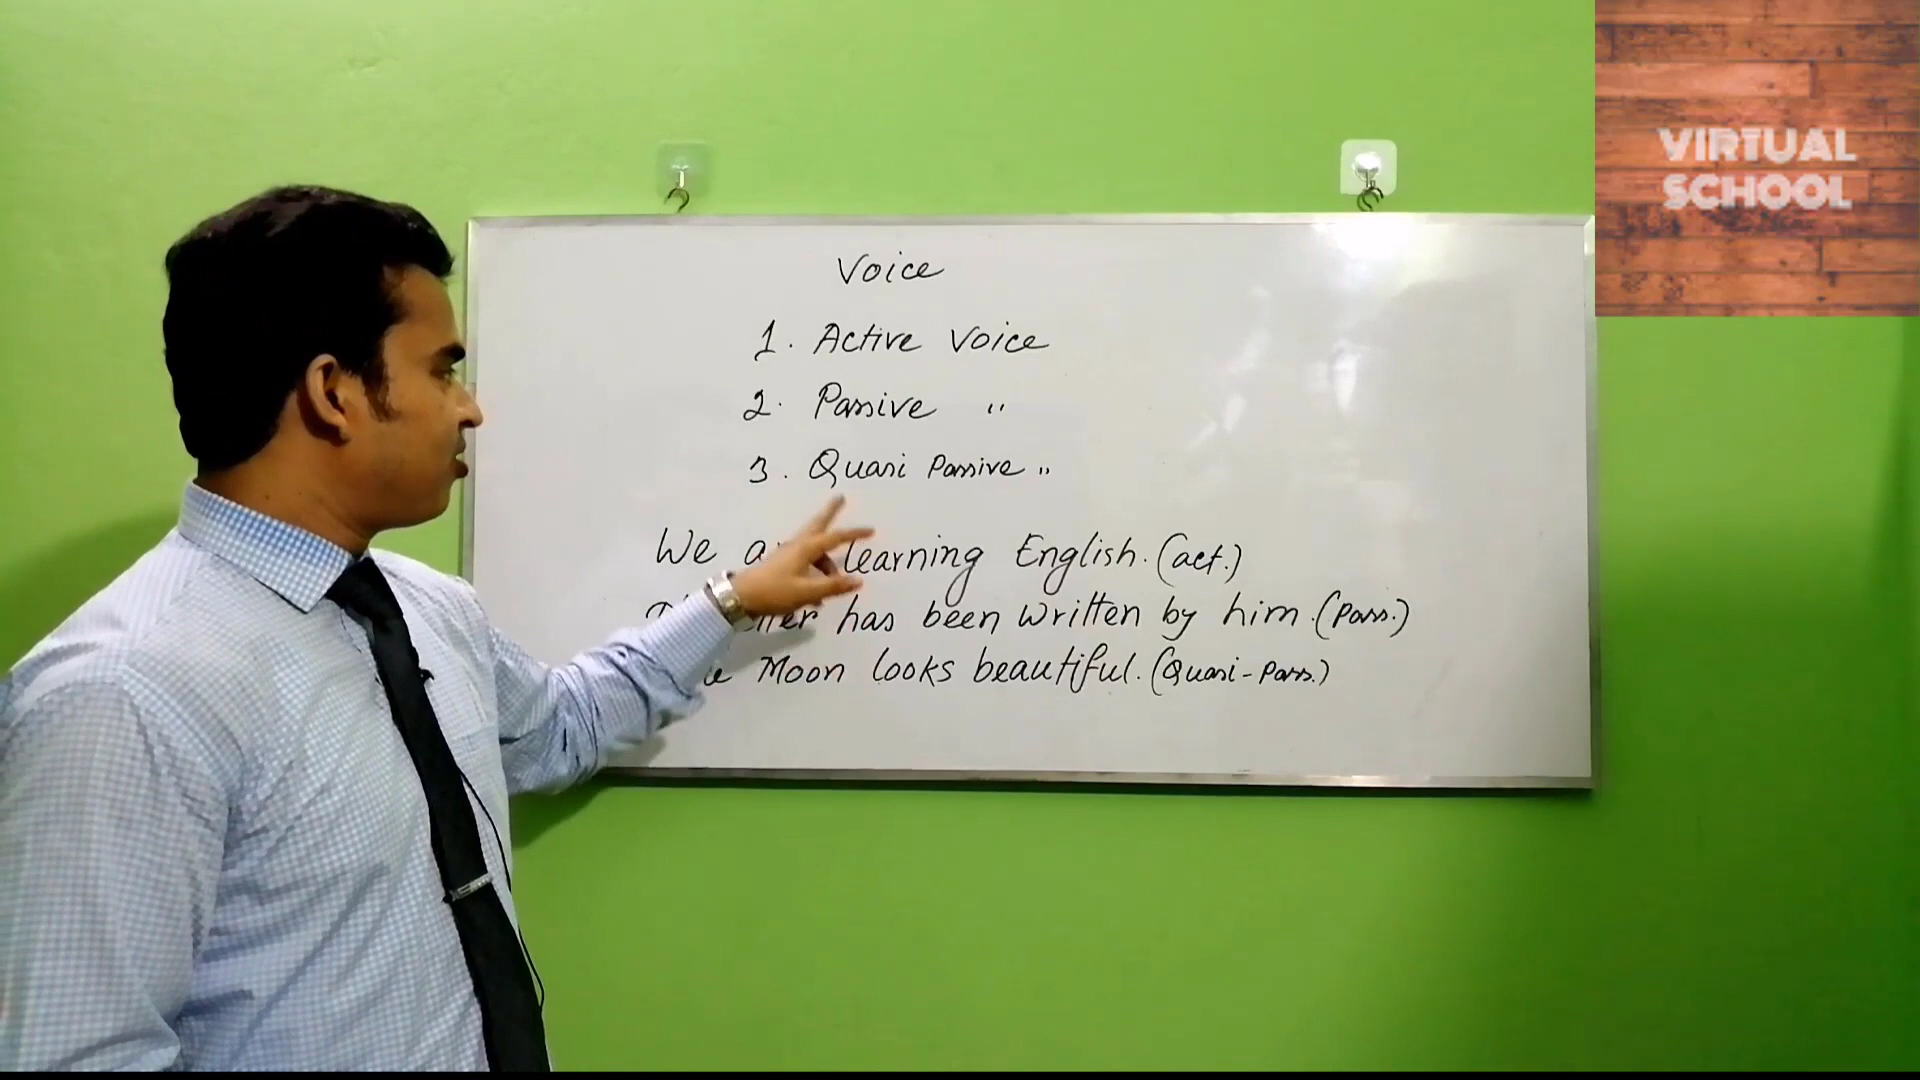 VIRTUAL
SCHOOL
Voice
1. Active Voice
2. Passive "
3. Quasi Passive "
We learning English. (act.)
has been written by him. (Pass.)
Moon looks beautiful. (Quasi-Pass.)